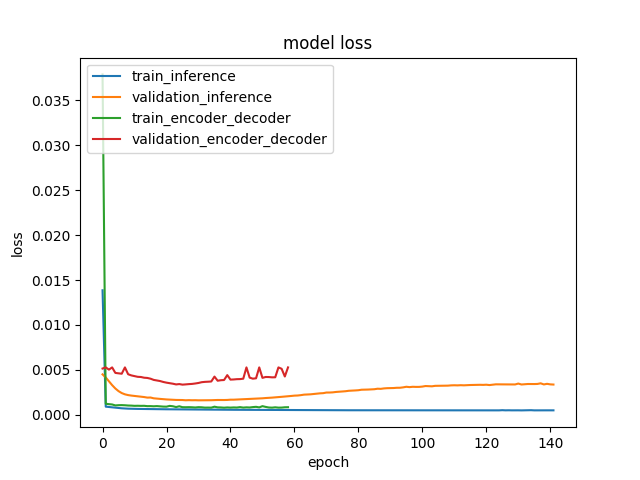 model loss
train_inference
validation_inference
train_encoder_decoder
validation_encoder_decoder
0.035
0.030
0.025
0.020
0.015
0.010
0.005
0.000
loss
0 20 40 60 80 100 120 140
epoch